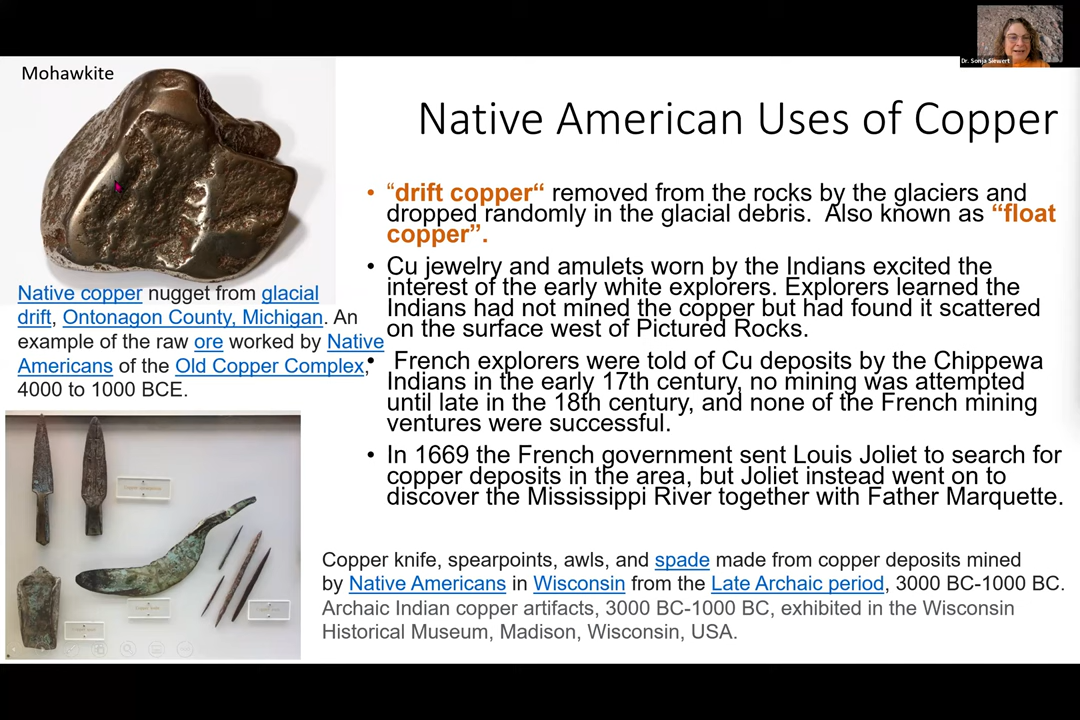 Dr. Sonja Siewert
Mohawkite
Native American Uses of Copper
• “drift copper“ removed from the rocks by the glaciers and
dropped randomly in the glacial debris. Also known as “float
copper”.
• Cu jewelry and amulets worn by the Indians excited the
interest of the early white explorers. Explorers learned the
Indians had not mined the copper but had found it scattered
on the surface west of Pictured Rocks.
• French explorers were told of Cu deposits by the Chippewa
Indians in the early 17th century, no mining was attempted
until late in the 18th century, and none of the French mining
ventures were successful.
• In 1669 the French government sent Louis Joliet to search for
copper deposits in the area, but Joliet instead went on to
discover the Mississippi River together with Father Marquette.
Native copper nugget from glacial
drift, Ontonagon County, Michigan. An
example of the raw ore worked by Native
Americans of the Old Copper Complex,
4000 to 1000 BCE.
Copper knife, spearpoints, awls, and spade made from copper deposits mined
by Native Americans in Wisconsin from the Late Archaic period, 3000 BC-1000 BC.
Archaic Indian copper artifacts, 3000 BC-1000 BC, exhibited in the Wisconsin
Historical Museum, Madison, Wisconsin, USA.